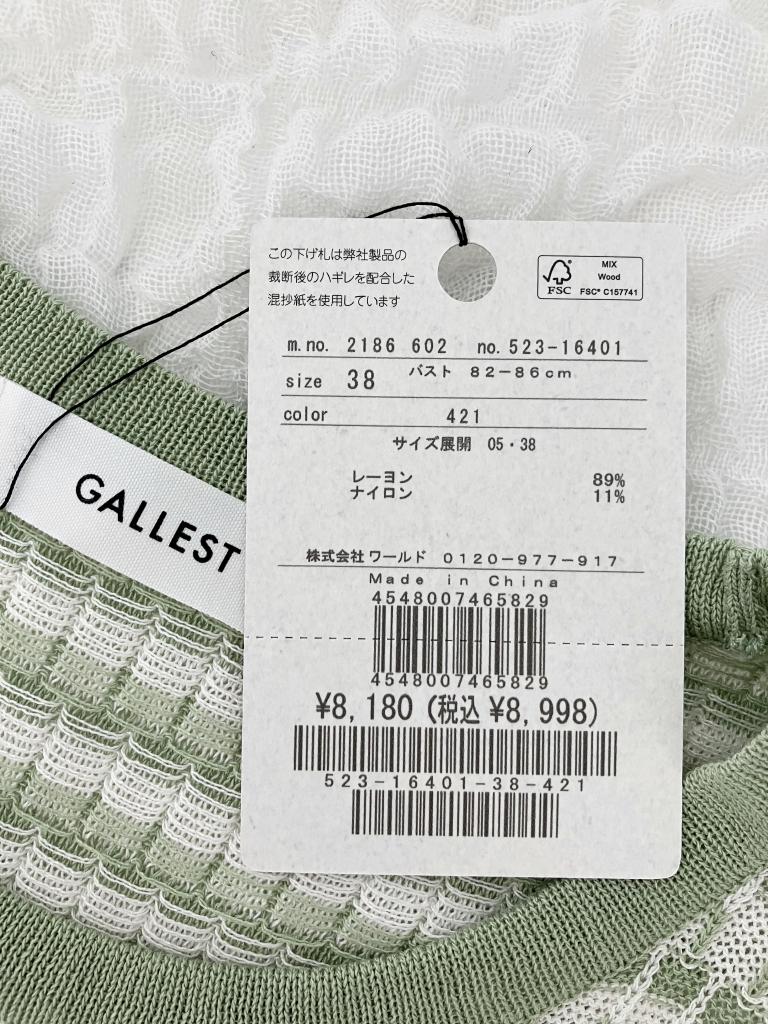 この下げ札は弊社製品の
裁断後のハギレを配合した
混抄紙を使用しています
FSC
MIX
Wood
FSC® C157741
m.no. 2186 602 no. 523-16401
size 38 バスト 82-86cm
color 421
サイズ展開 05・38
レーヨン 89%
ナイロン 11%
株式会社ワールド 0120-977-917
Made in China
4548007465829
4548007465829
¥8,180 (税込¥8,998)
523-16401-38-421
GALLEST